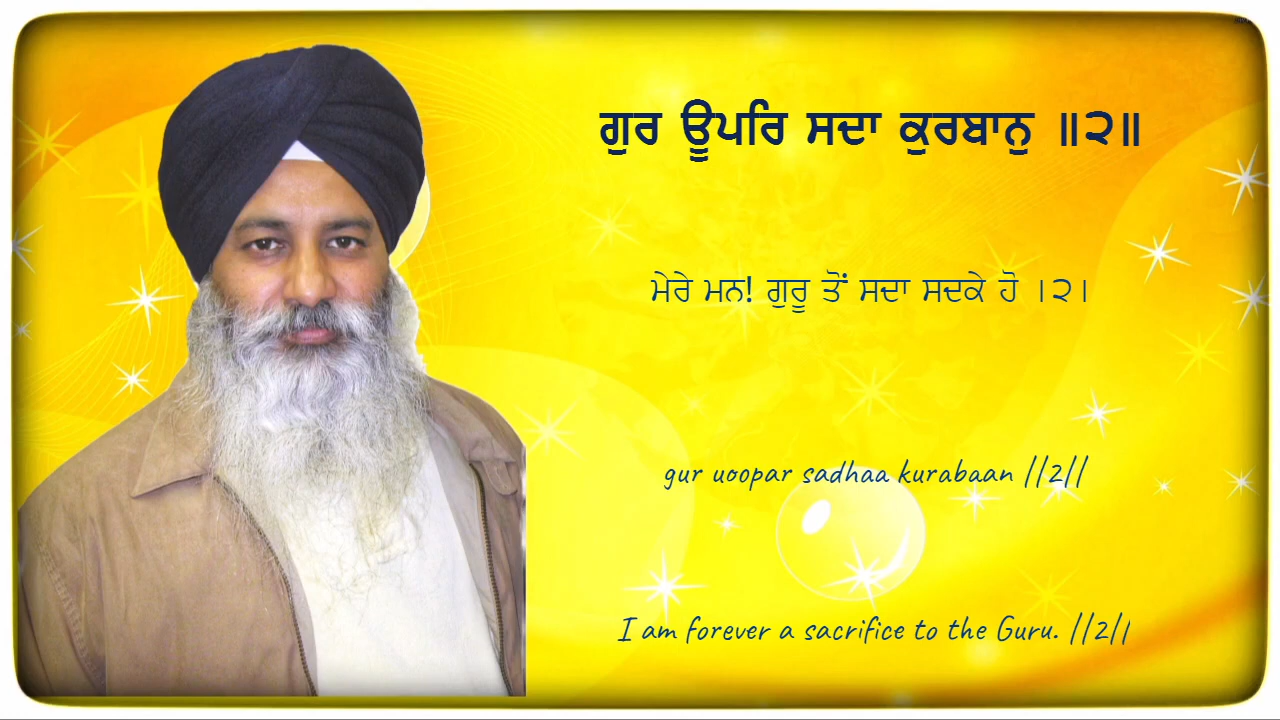 ਗੁਰ ਊਪਰਿ ਸਦਾ ਕੁਰਬਾਨੁ ॥੨॥
ਮੇਰੇ ਮਨ! ਗੁਰੂ ਤੋਂ ਸਦਾ ਸਦਕੇ ਹੋ ।੨।
gur uoopar sadhaa kurabaan ||2||
I am forever a sacrifice to the Guru. ||2||